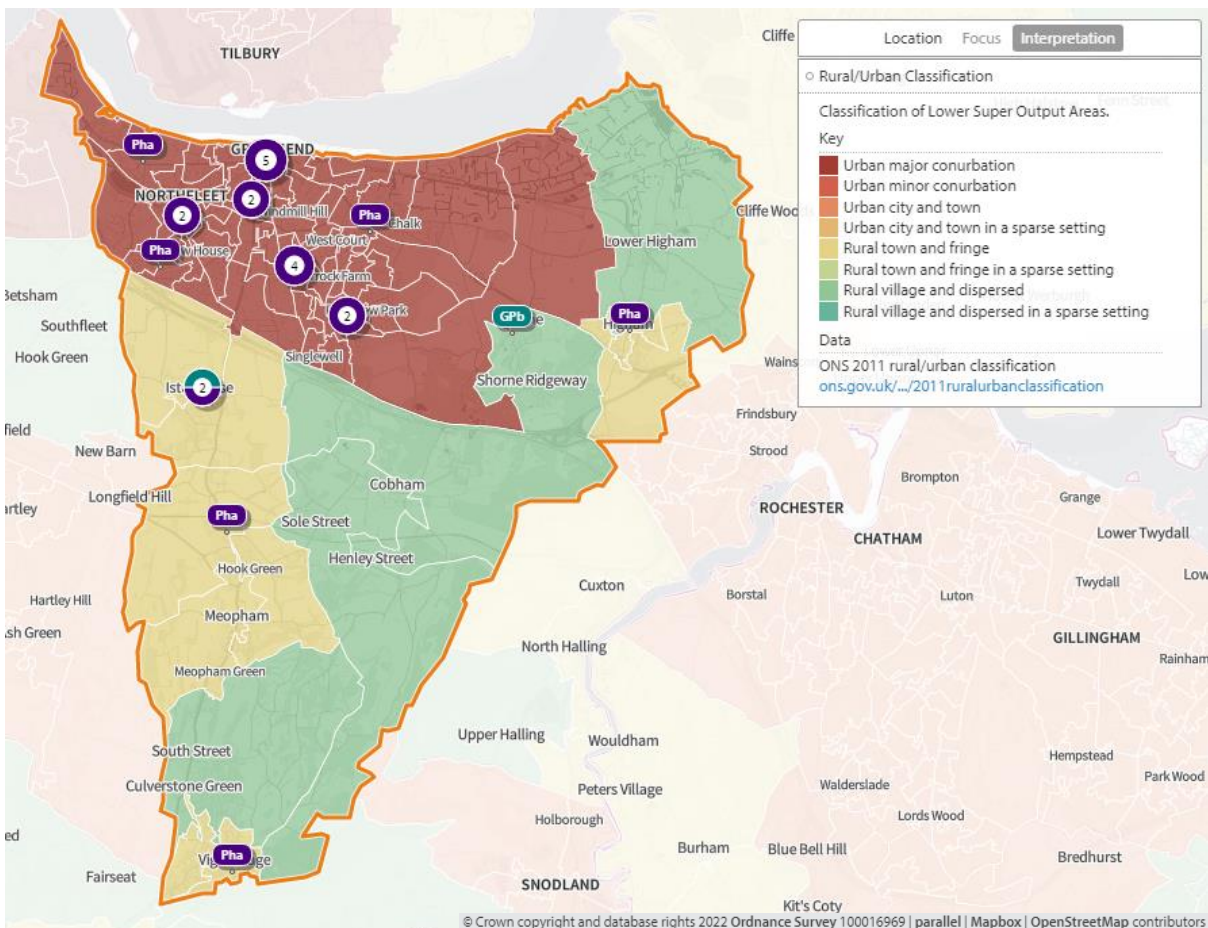 Cliffe
TILBURY
Location Focus Interpretation
Rural/Urban Classification
Classification of Lower Super Output Areas.
Key
Urban major conurbation
Urban minor conurbation
Urban city and town
Urban city and town in a sparse setting
Rural town and fringe
Rural town and fringe in a sparse setting
Rural village and dispersed
Rural village and dispersed in a sparse setting
Data
ONS 2011 rural/urban classification
ons.gov.uk/.../2011ruralurbanclassification
Pha
5
NORTHFLEET
2
2
Pha
Chalk
West Court
Pha
4
2
Cliffe Woods
Lower Higham
Betsham
Southfleet
Hook Green
Singlewell
GPb
Shorne Ridgeway
Pha
2
Frindsbury
Strood
New Barn
Longfield Hill
Cobham
Sole Street
Pha
Henley Street
Hook Green
Meopham
Meopham Green
Hartley Hill
Ash Green
ROCHESTER
Brompton
Grange
CHATHAM
Lower Twydall
Twydall
Cuxton
Borstal
Luton
GILLINGHAM
Rainham
North Halling
South Street
Upper Halling
Wouldham
Peters Village
Hempstead
Park Wood
Walderslade
Lords Wood
Culverstone Green
Holborough
Burham
Blue Bell Hill
Bredhurst
Pha
Fairseat
SNODLAND
Kit's Coty
© Crown copyright and database rights 2022 Ordnance Survey 100016969 | parallel | Mapbox | OpenStreetMap contributors